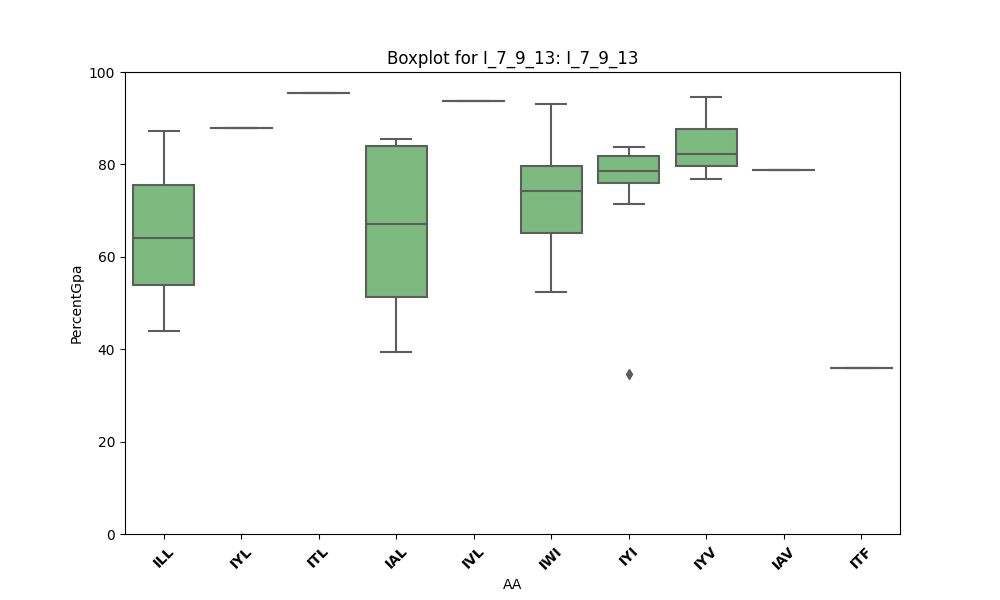 Boxplot for I_7_9_13: I_7_9_13
PercentGpa
100
80
60
40
20
0
ILL
IYL
ITL
IAL
IVL
IWI
IYI
IYV
IAV
ITF
AA